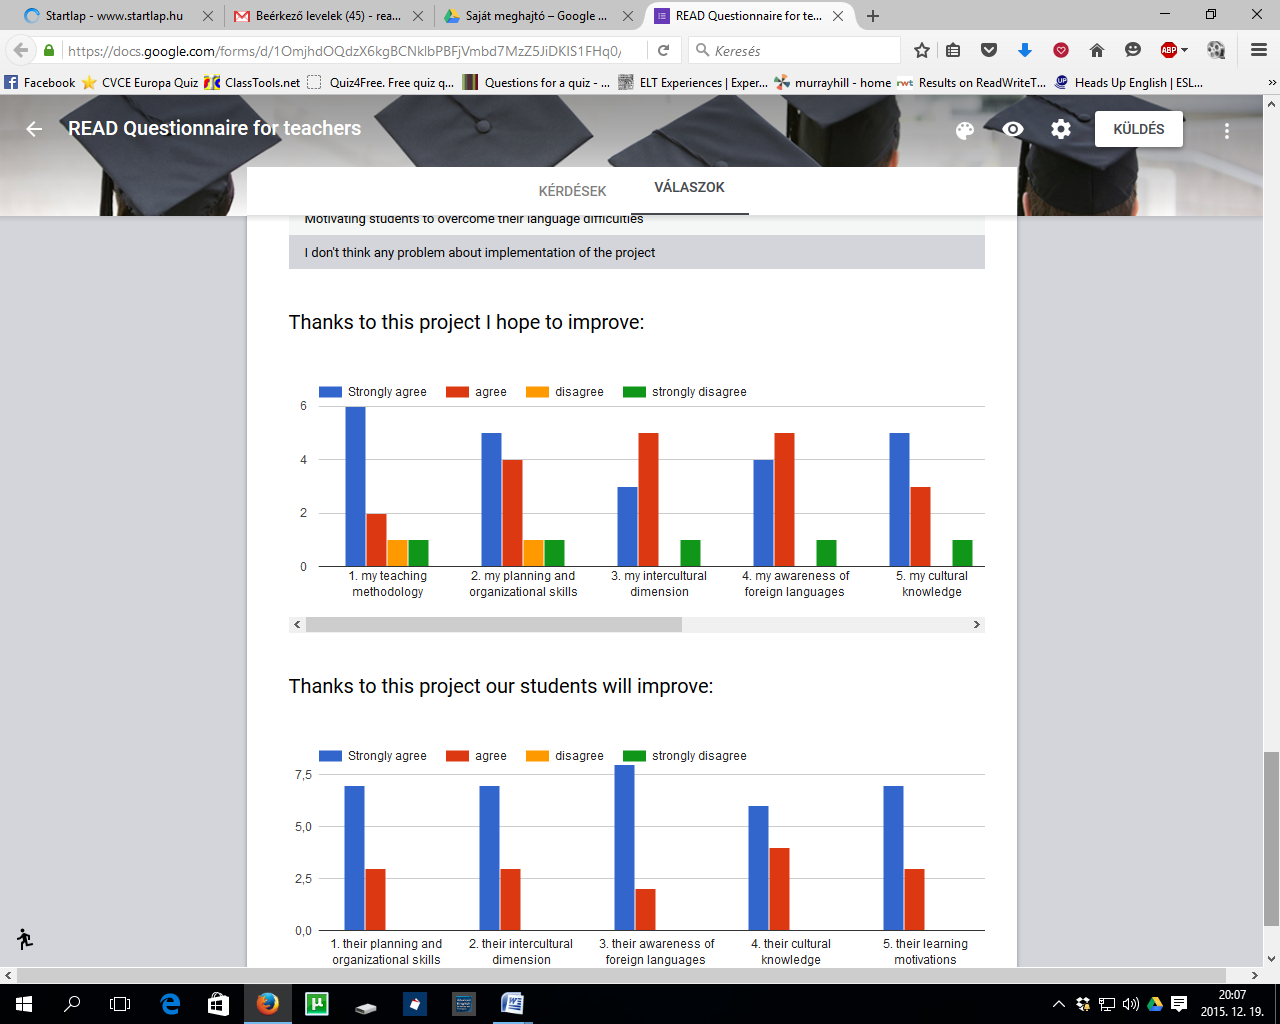 Startlap - www.startlap.hu
Beérkező levelek (45) - rea...
Saját meghajtó – Google ...
READ Questionnaire for te...
https://docs.google.com/forms/d/1OmjhdOQdzX6kgBCNklbPBFjVmbd7MzZ5JiDKIS1FHq0/
Keresés
ABP
Facebook
CVCE Europa Quiz
ClassTools.net
Quiz4Free. Free quiz q...
Questions for a quiz - ...
ELT Experiences | Exper...
murrayhill - home
rwt
Results on ReadWriteT...
UP
Heads Up English | ESL...
READ Questionnaire for teachers
KÜLDÉS
KÉRDÉSEK
VÁLASZOK
Motivating students to overcome their language difficulties
I don't think any problem about implementation of the project
Thanks to this project I hope to improve:
Strongly agree
agree
disagree
strongly disagree
6
4
2
0
1. my teaching
methodology
2. my planning and
organizational skills
3. my intercultural
dimension
4. my awareness of
foreign languages
5. my cultural
knowledge
Thanks to this project our students will improve:
Strongly agree
agree
disagree
strongly disagree
7,5
5,0
2,5
0,0
1. their planning and
organizational skills
2. their intercultural
dimension
3. their awareness of
foreign languages
4. their cultural
knowledge
5. their learning
motivations
20:07
2015. 12. 19.